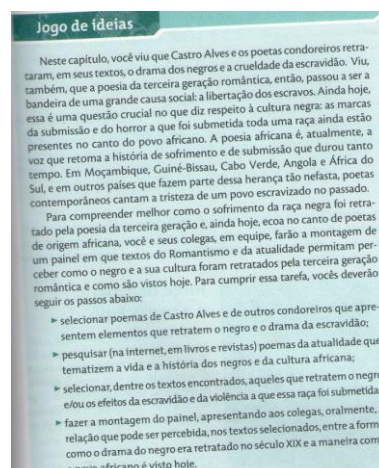 Jogo de ideias
Neste capítulo, você viu que Castro Alves e os poetas condoreiros retra-
taram, em seus textos, o drama dos negros e a crueldade da escravidão. Viu,
também, que a poesia da terceira geração romântica, então, passou a ser a
bandeira de uma grande causa social: a libertação dos escravos. Ainda hoje,
essa é uma questão crucial no que diz respeito à cultura negra: as marcas
da submissão e do horror a que foi submetida toda uma raça ainda estão
presentes no canto do povo africano. A poesia africana é, atualmente, a
voz que retoma a história de sofrimento e de submissão que durou tanto
tempo. Em Moçambique, Guiné-Bissau, Cabo Verde, Angola e África do
Sul, e em outros países que fazem parte dessa herança tão nefasta, poetas
contemporâneos cantam a tristeza de um povo escravizado no passado.
Para compreender melhor como o sofrimento da raça negra foi retra-
tado pela poesia da terceira geração e, ainda hoje, ecoa no canto de poetas
de origem africana, você e seus colegas, em equipe, farão a montagem de
um painel em que textos do Romantismo e da atualidade permitam per-
ceber como o negro e a sua cultura foram retratados pela terceira geração
romântica e como são vistos hoje. Para cumprir essa tarefa, vocês deverão
seguir os passos abaixo:
► selecionar poemas de Castro Alves e de outros condoreiros que apre-
sentem elementos que retratem o negro e o drama da escravidão;
► pesquisar (na internet, em livros e revistas) poemas da atualidade que
tematizem a vida e a história dos negros e da cultura africana;
► selecionar, dentre os textos encontrados, aqueles que retratem o negro
e/ou os efeitos da escravidão e da violência a que essa raça foi submetida
► fazer a montagem do painel, apresentando aos colegas, oralmente,
relação que pode ser percebida, nos textos selecionados, entre a forma
como o drama do negro era retratado no século XIX e a maneira com
africano é visto hoje.